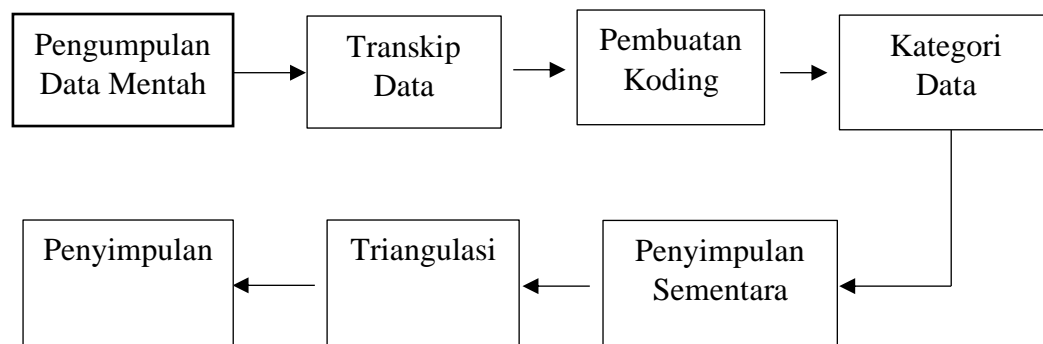 Pengumpulan
Data Mentah
Transkip
Data
Pembuatan
Koding
Kategori
Data
Penyimpulan
Sementara
Triangulasi
Penyimpulan